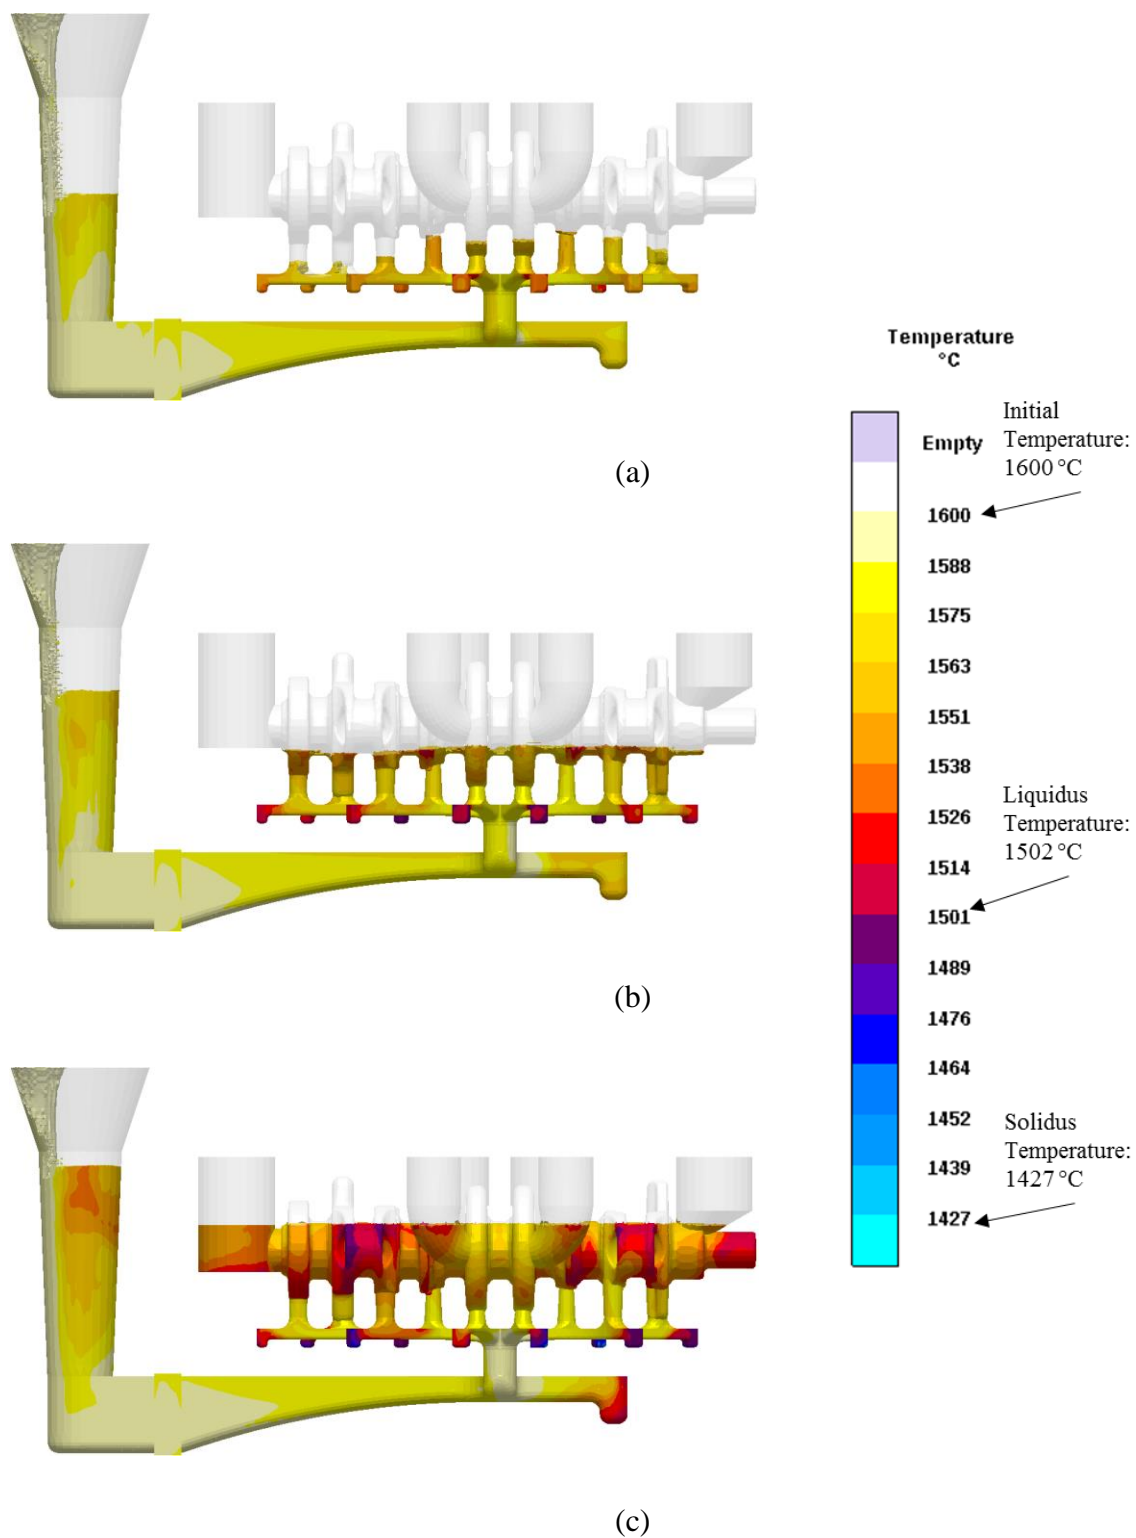 (a)
Temperature
°C
Empty
1600
1588
1575
1563
1551
1538
1526
1514
1501
1489
1476
1464
1452
1439
1427
Initial
Temperature:
1600 °C
Liquidus
Temperature:
1502 °C
Solidus
Temperature:
1427 °C
(b)
(c)